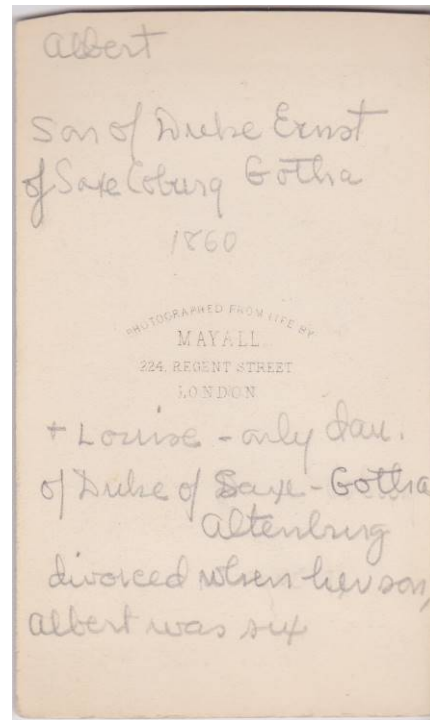 Albert
Son of Duke Ernst
of Saxe Coburg Gotha
1860
PHOTOGRAPHED FROM LIFE BY
MAYALL
224, REGENT STREET
LONDON
+ Louise - only dau.
of Duke of Saxe - Gotha
Altenburg
divorced when her son,
Albert was six